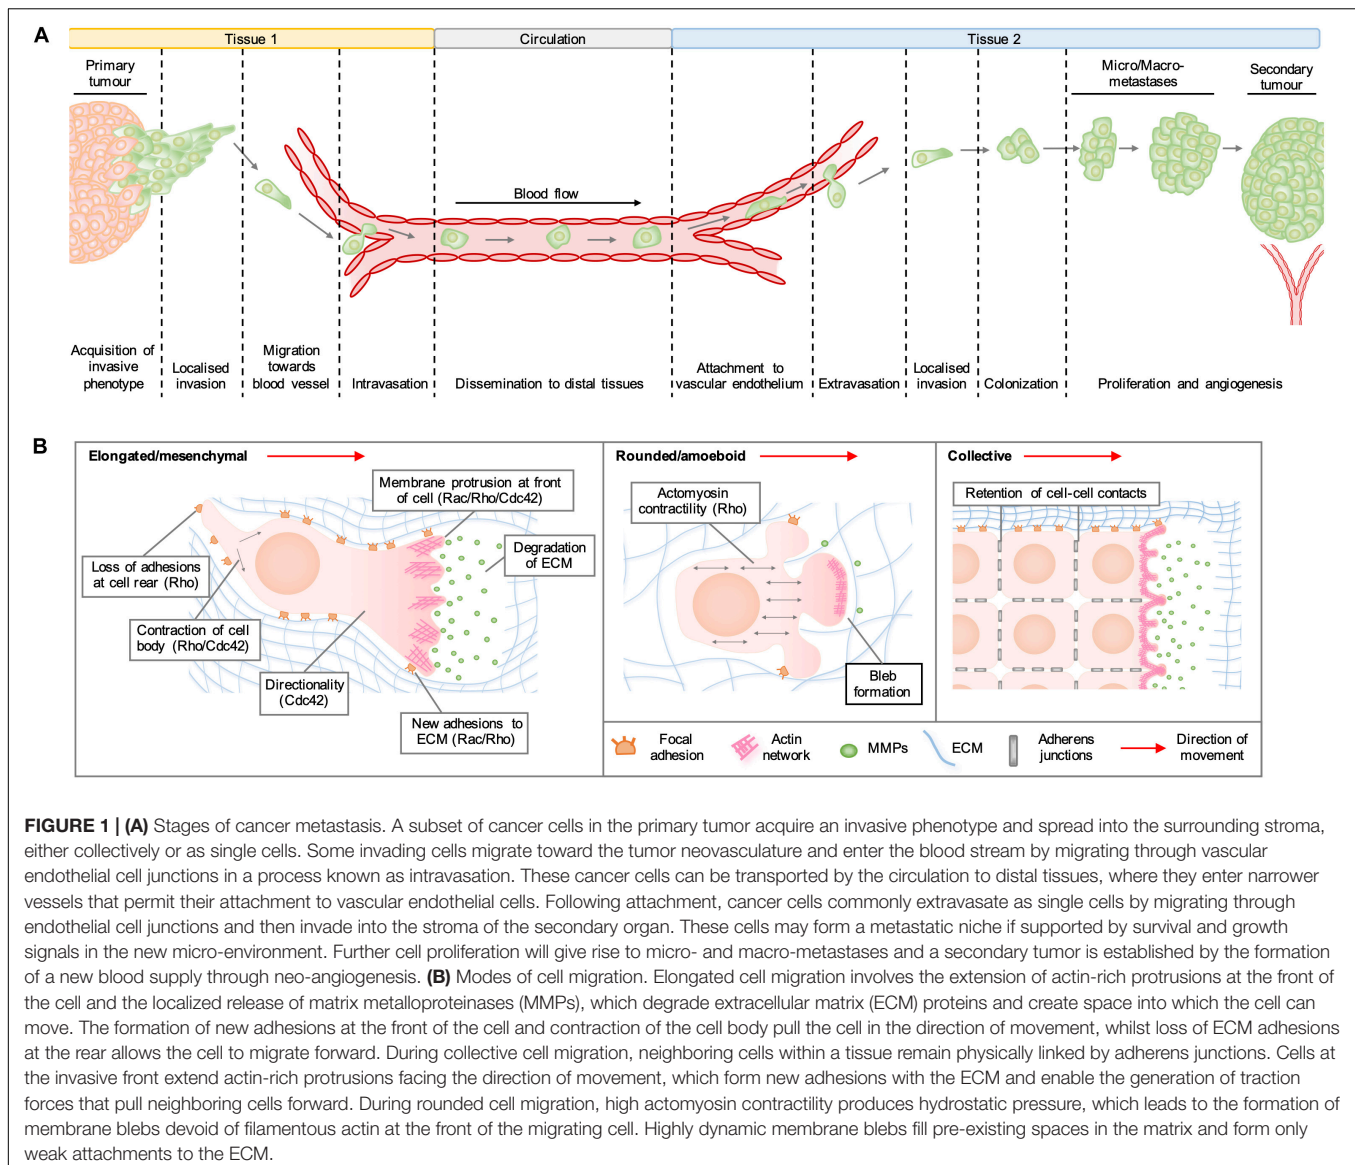 A
Tissue 1
Circulation
Tissue 2
Primary
tumour
Micro/Macro-
metastases
Secondary
tumour
Blood flow
Acquisition of
invasive
phenotype
Localised
invasion
Migration
towards
blood vessel
Intravasation
Dissemination to distal tissues
Attachment to
vascular endothelium
Extravasation
Localised
invasion
Colonization
Proliferation and angiogenesis
B
Elongated/mesenchymal
Membrane protrusion at front
of cell (Rac/Rho/Cdc42)
Degradation
of ECM
Loss of adhesions
at cell rear (Rho)
Contraction of cell
body (Rho/Cdc42)
Directionality
(Cdc42)
New adhesions to
ECM (Rac/Rho)
Rounded/amoeboid
Actomyosin
contractility (Rho)
Bleb
formation
Collective
Retention of cell-cell contacts
Focal
adhesion
Actin
network
MMPs
ECM
Adherens
junctions
Direction of
movement
FIGURE 1 | (A) Stages of cancer metastasis. A subset of cancer cells in the primary tumor acquire an invasive phenotype and spread into the surrounding stroma,
either collectively or as single cells. Some invading cells migrate toward the tumor neovasculature and enter the blood stream by migrating through vascular
endothelial cell junctions in a process known as intravasation. These cancer cells can be transported by the circulation to distal tissues, where they enter narrower
vessels that permit their attachment to vascular endothelial cells. Following attachment, cancer cells commonly extravasate as single cells by migrating through
endothelial cell junctions and then invade into the stroma of the secondary organ. These cells may form a metastatic niche if supported by survival and growth
signals in the new micro-environment. Further cell proliferation will give rise to micro- and macro-metastases and a secondary tumor is established by the formation
of a new blood supply through neo-angiogenesis. (B) Modes of cell migration. Elongated cell migration involves the extension of actin-rich protrusions at the front of
the cell and the localized release of matrix metalloproteinases (MMPs), which degrade extracellular matrix (ECM) proteins and create space into which the cell can
move. The formation of new adhesions at the front of the cell and contraction of the cell body pull the cell in the direction of movement, whilst loss of ECM adhesions
at the rear allows the cell to migrate forward. During collective cell migration, neighboring cells within a tissue remain physically linked by adherens junctions. Cells at
the invasive front extend actin-rich protrusions facing the direction of movement, which form new adhesions with the ECM and enable the generation of traction
forces that pull neighboring cells forward. During rounded cell migration, high actomyosin contractility produces hydrostatic pressure, which leads to the formation of
membrane blebs devoid of filamentous actin at the front of the migrating cell. Highly dynamic membrane blebs fill pre-existing spaces in the matrix and form only
weak attachments to the ECM.